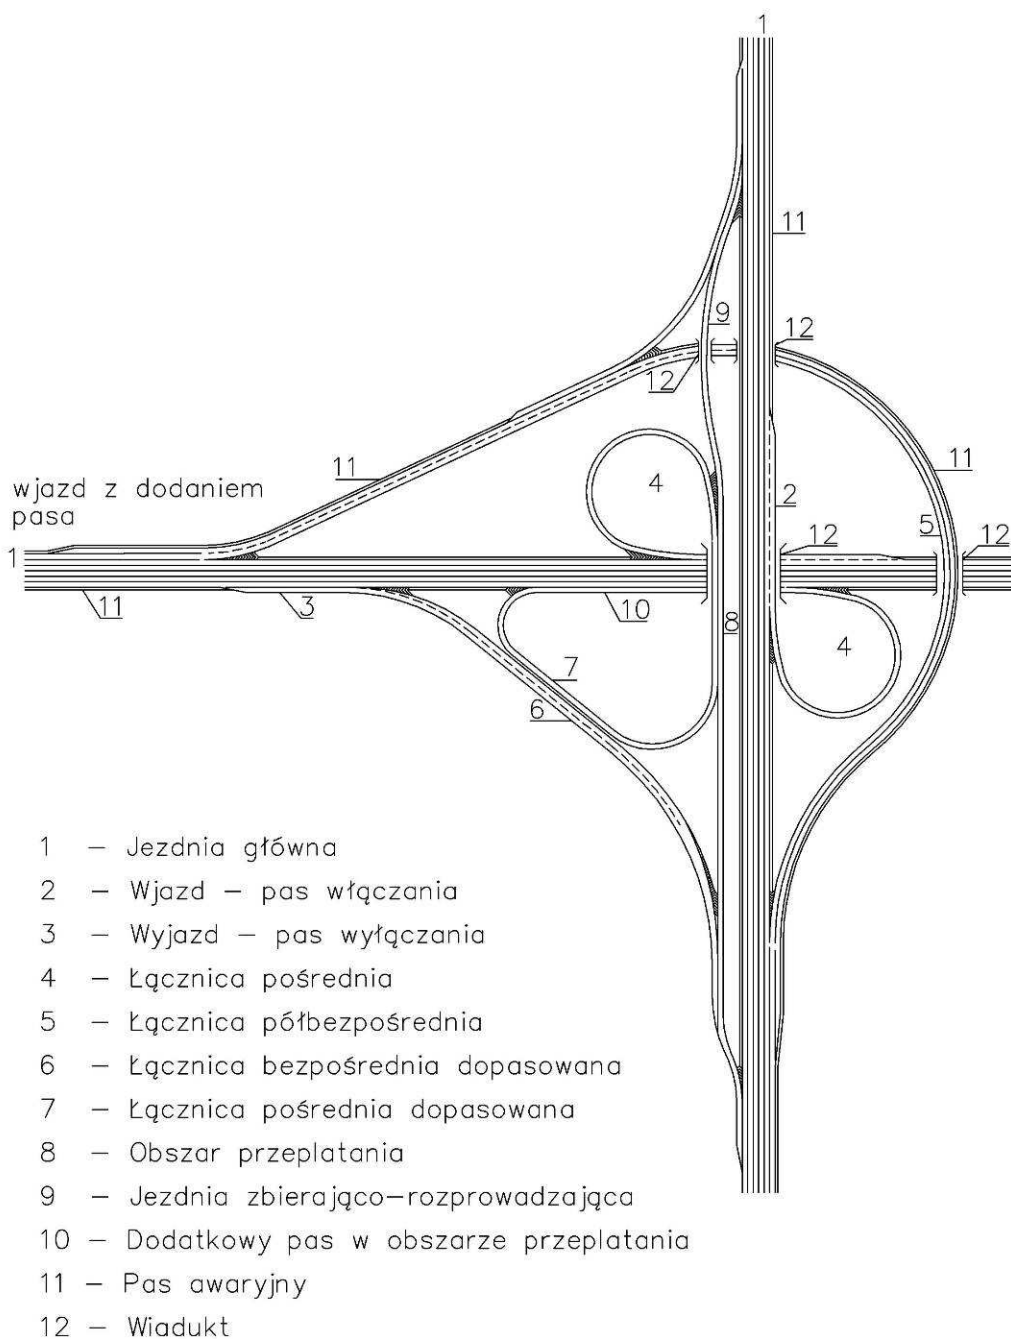 1
11
9
12
12
11
11
4
2
wjazd z dodaniem
pasa
5
12
12
1
11
3
10
8
4
7
6
1 – Jezdnia główna
2 – Wjazd – pas włączania
3 – Wyjazd – pas wyłączania
4 – Łącznica pośrednia
5 – Łącznica półbezpośrednia
6 – Łącznica bezpośrednia dopasowana
7 – Łącznica pośrednia dopasowana
8 – Obszar przeplatania
9 – Jezdnia zbierająco–rozprowadzająca
10 – Dodatkowy pas w obszarze przeplatania
11 – Pas awaryjny
12 – Wiadukt